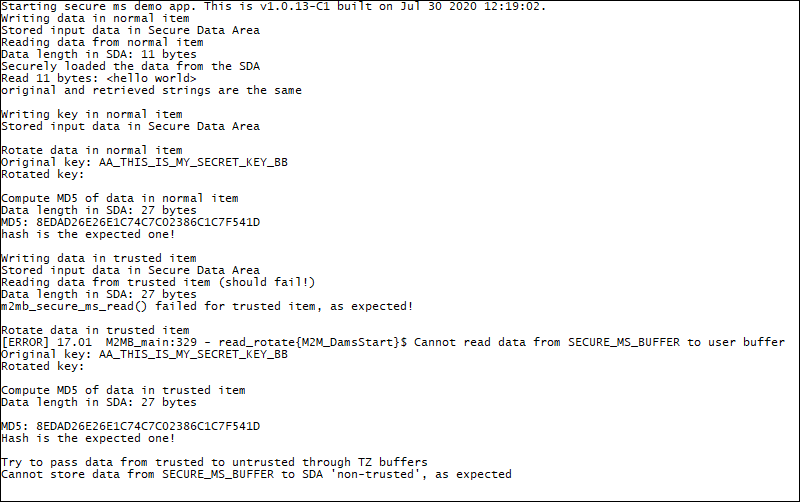 Starting secure ms demo app. This is v1.0.13-C1 built on Jul 30 2020 12:19:02.
Writing data in normal item
Stored input data in Secure Data Area
Reading data from normal item
Data length in SDA: 11 bytes
Securely loaded the data from the SDA
Read 11 bytes: <hello world>
original and retrieved strings are the same

Writing key in normal item
Stored input data in Secure Data Area

Rotate data in normal item
Original key: AA_THIS_IS_MY_SECRET_KEY_BB
Rotated key:

Compute MD5 of data in normal item
Data length in SDA: 27 bytes
MD5: 8EDAD26E26E1C74C7C02386C1C7F541D
hash is the expected one!

Writing data in trusted item
Stored input data in Secure Data Area
Reading data from trusted item (should fail!)
Data length in SDA: 27 bytes
m2mb_secure_ms_read() failed for trusted item, as expected!

Rotate data in trusted item
[ERROR] 17.01  M2MB_main:329 - read_rotate{M2M_DamsStart}$ Cannot read data from SECURE_MS_BUFFER to user buffer
Original key: AA_THIS_IS_MY_SECRET_KEY_BB
Rotated key:

Compute MD5 of data in trusted item
Data length in SDA: 27 bytes

MD5: 8EDAD26E26E1C74C7C02386C1C7F541D
Hash is the expected one!

Try to pass data from trusted to untrusted through TZ buffers
Cannot store data from SECURE_MS_BUFFER to SDA 'non-trusted', as expected